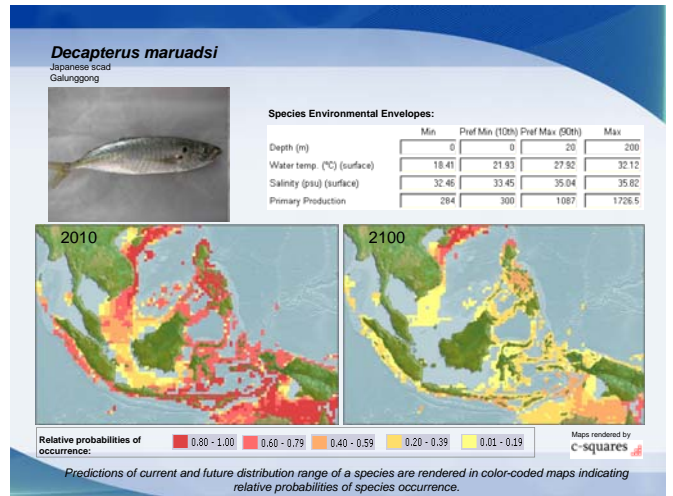 Decapterus maruadsi
Japanese scad
Galunggong
Species Environmental Envelopes:
Min Pref Min (10th) Pref Max (90th) Max
Depth (m) 0 0 20 200
Water temp. (ºC) (surface) 18.41 21.93 27.92 32.12
Salinity (psu) (surface) 32.46 33.45 35.04 35.82
Primary Production 284 300 1087 1726.5
2010
2100
Relative probabilities of
occurrence:
0.80 - 1.00 0.60 - 0.79 0.40 - 0.59 0.20 - 0.39 0.01 - 0.19
Maps rendered by
c-squares
Predictions of current and future distribution range of a species are rendered in color-coded maps indicating
relative probabilities of species occurrence.